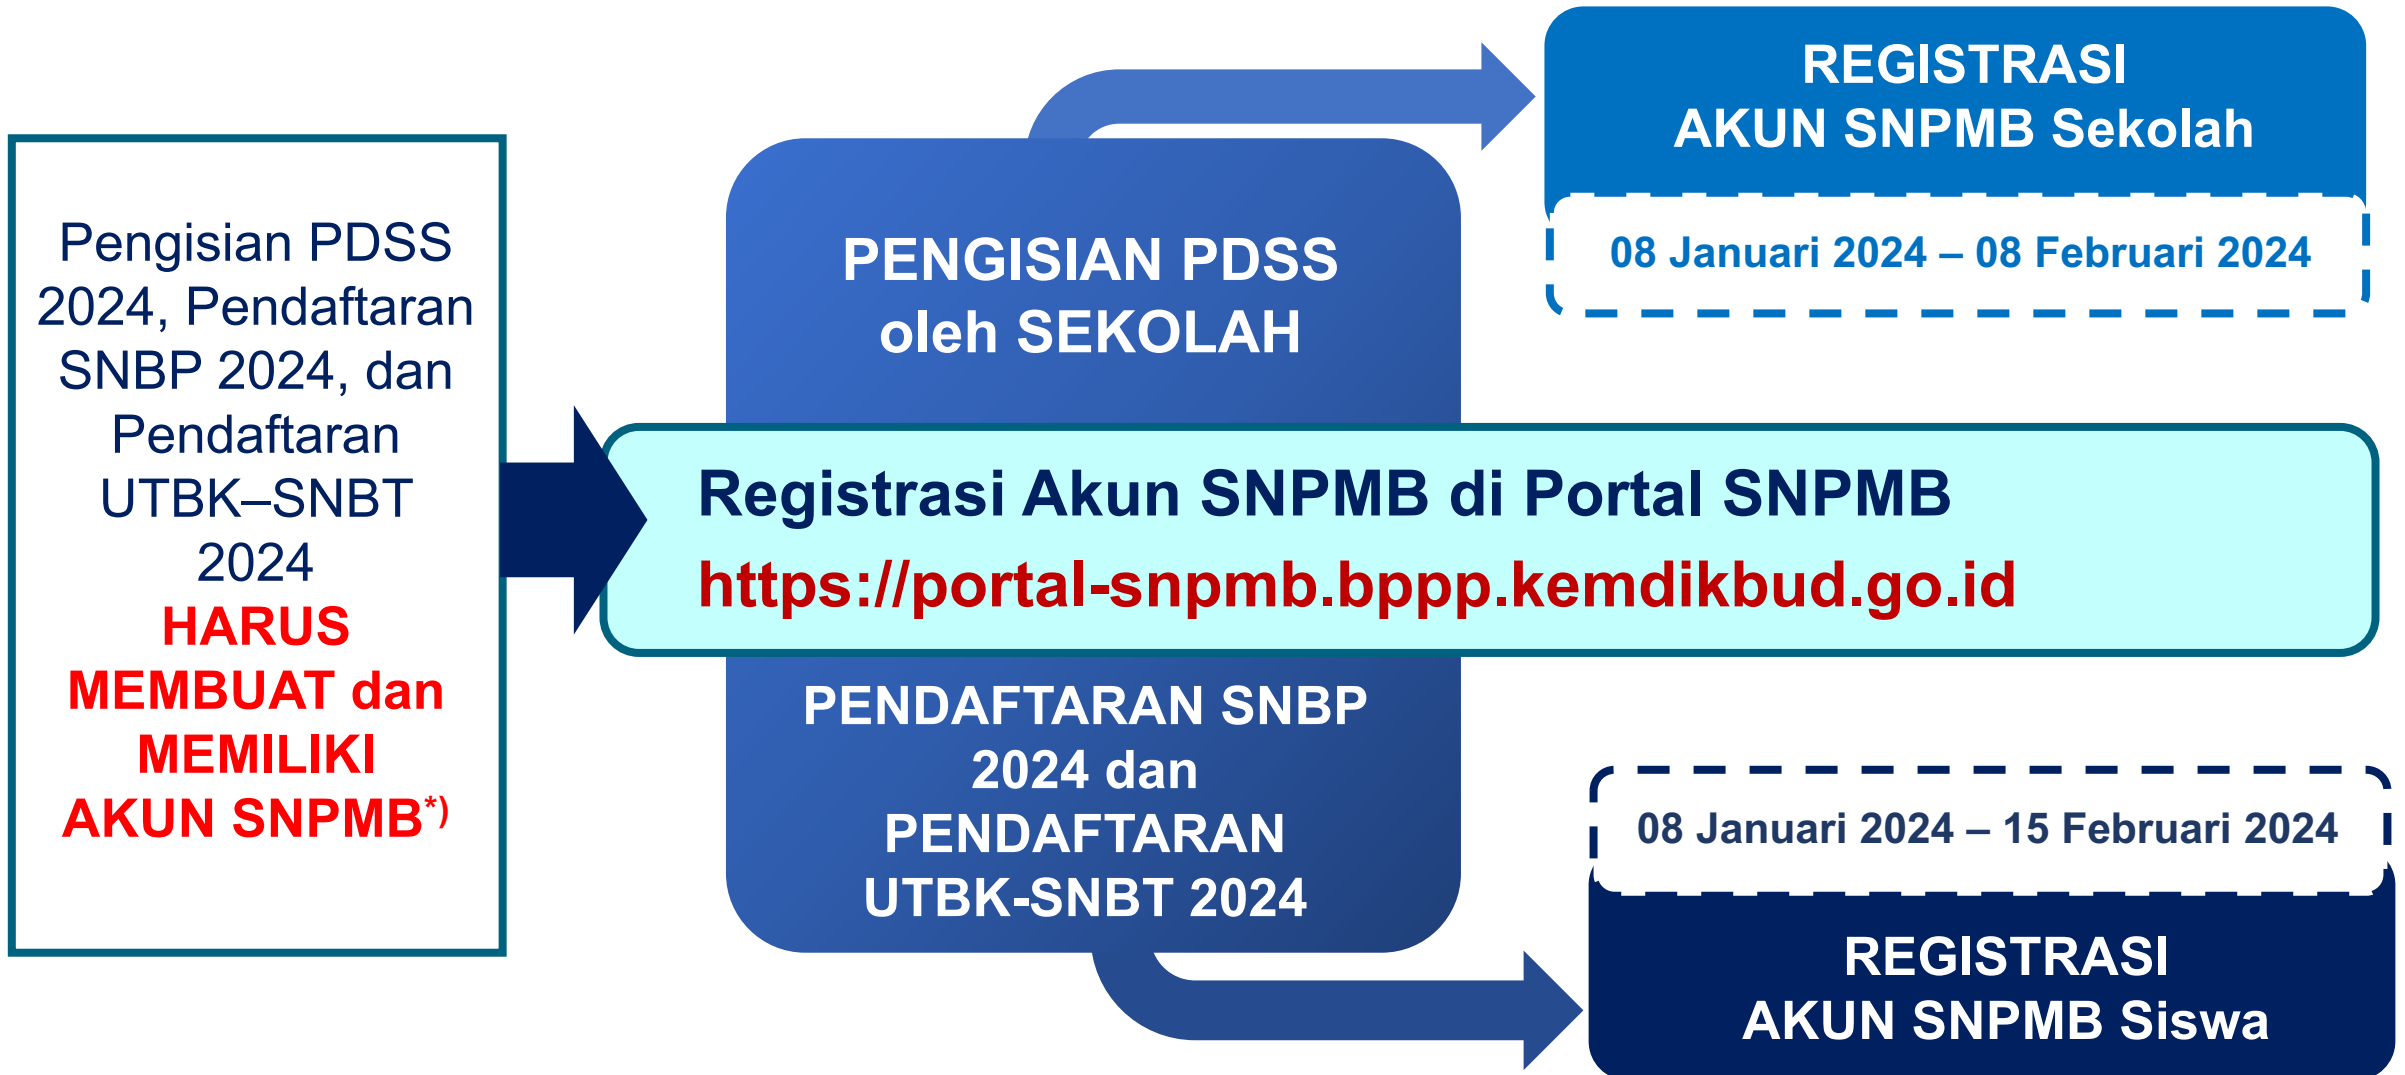 Pengisian PDSS
2024, Pendaftaran
SNBP 2024, dan
Pendaftaran
UTBK–SNBT
2024
HARUS
MEMBUAT dan
MEMILIKI
AKUN SNPMB*)
PENGISIAN PDSS
oleh SEKOLAH
REGISTRASI
AKUN SNPMB Sekolah
08 Januari 2024 – 08 Februari 2024
Registrasi Akun SNPMB di Portal SNPMB
https://portal-snpmb.bppp.kemdikbud.go.id
PENDAFTARAN SNBP
2024 dan
PENDAFTARAN
UTBK-SNBT 2024
08 Januari 2024 – 15 Februari 2024
REGISTRASI
AKUN SNPMB Siswa